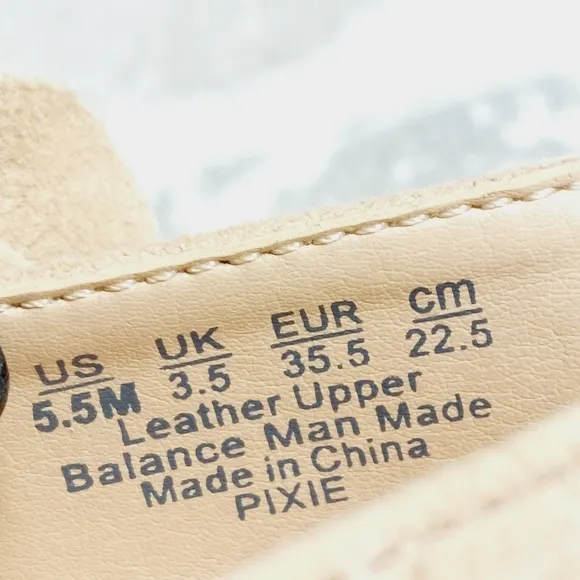 US UK EUR cm
5.5M 3.5 35.5 22.5
Leather Upper
Balance Man Made
Made in China
PIXIE